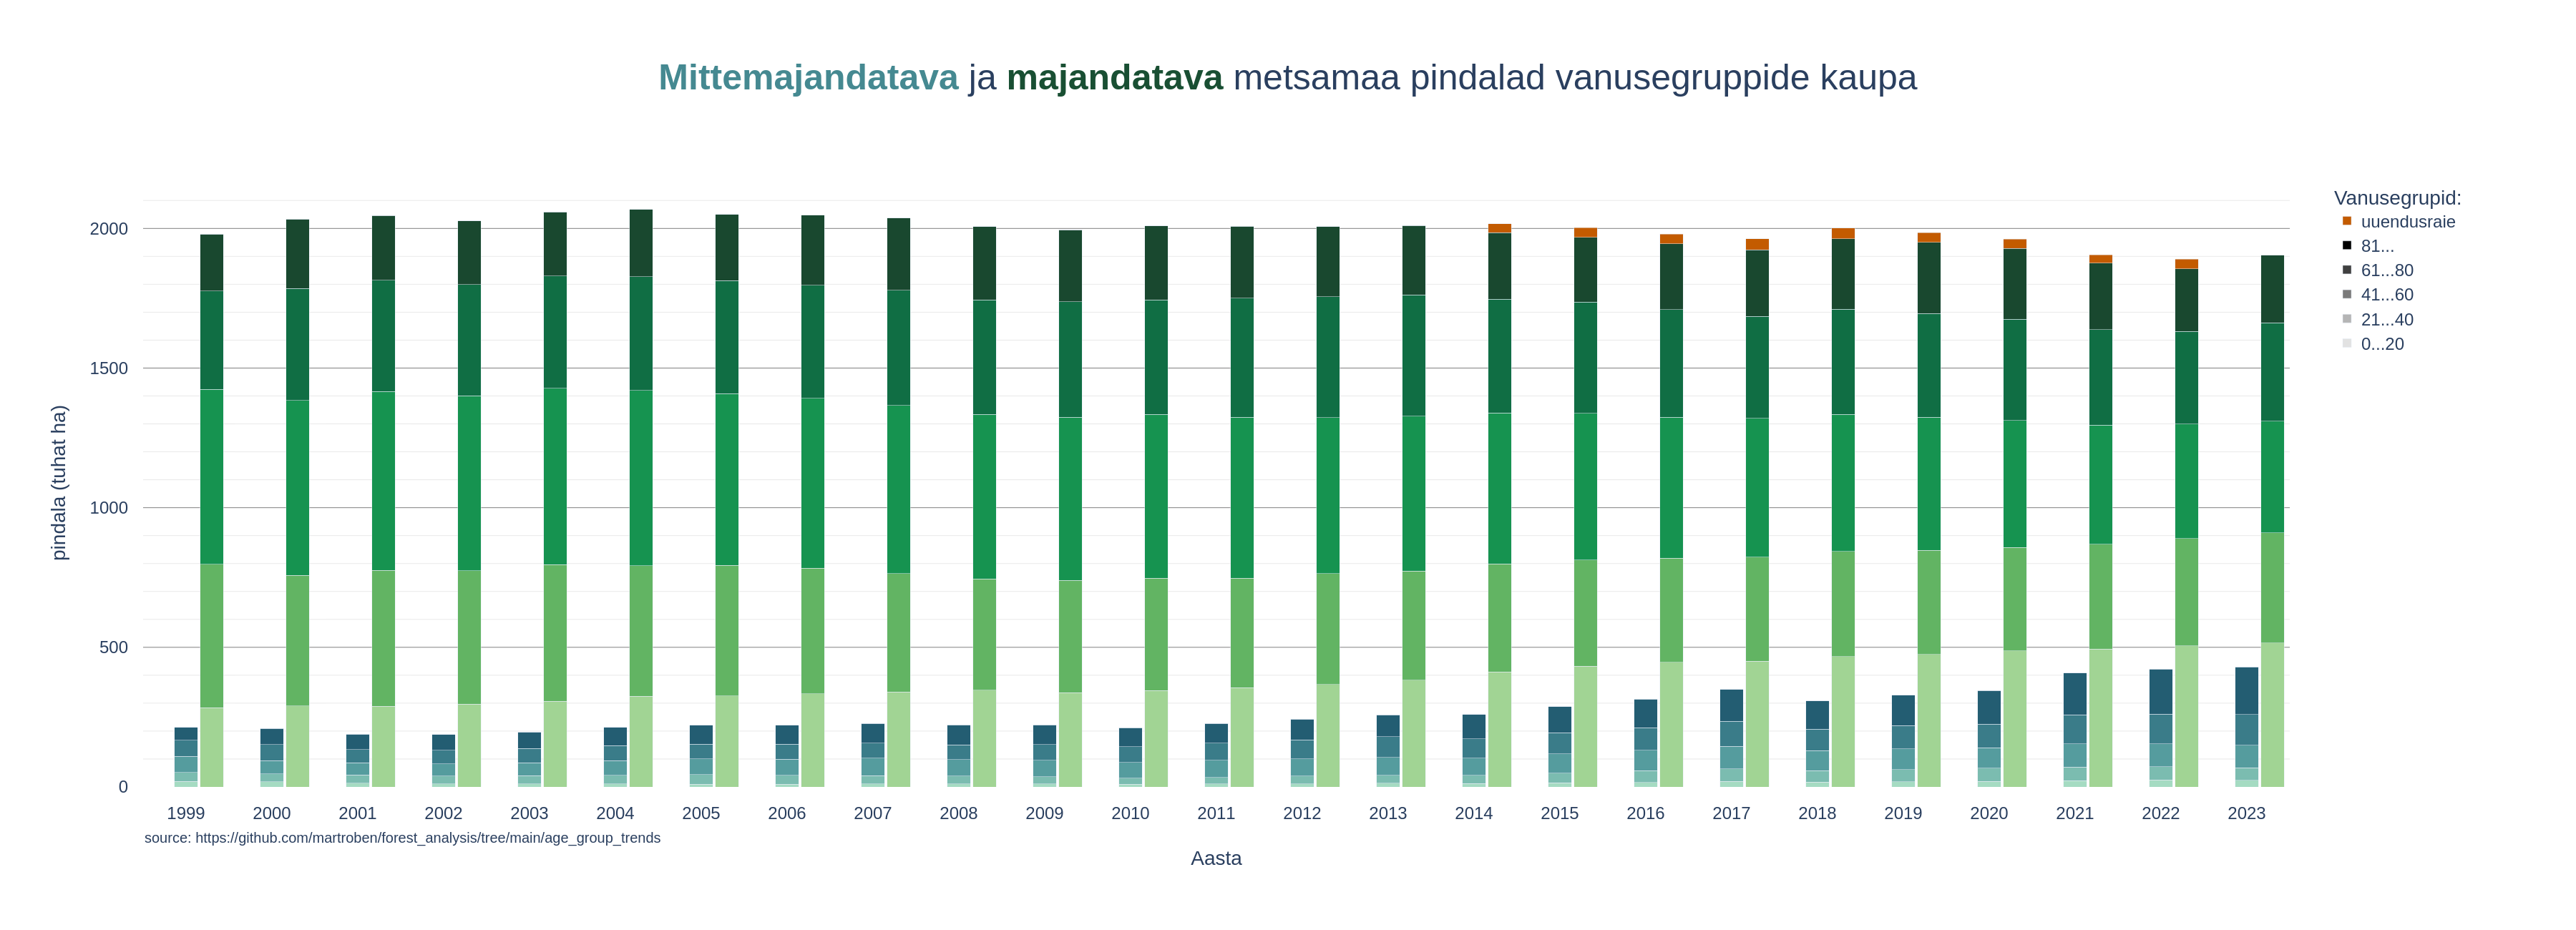 Mittemajandatava ja majandatava metsamaa pindalad vanusegruppide kaupa
Vanusegrupid:
uuendusraie
81...
61...80
41...60
21...40
0...20
pindala (tuhat ha)
2000
1500
1000
500
0
1999 2000 2001 2002 2003 2004 2005 2006 2007 2008 2009 2010 2011 2012 2013 2014 2015 2016 2017 2018 2019 2020 2021 2022 2023
source: https://github.com/martroben/forest_analysis/tree/main/age_group_trends
Aasta